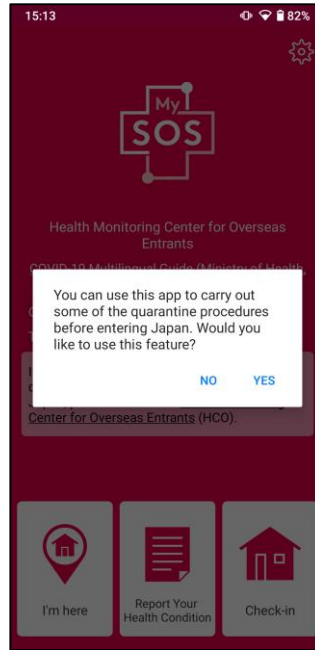 15:13
82%
My
SOS
Health Monitoring Center for Overseas
Entrants
COVID-19 Multilingual Guide (Ministry of Health,
You can use this app to carry out
some of the quarantine procedures
before entering Japan. Would you
like to use this feature?
NO YES
Center for Overseas Entrants (HCO).
I'm here
Report Your
Health Condition
Check-in